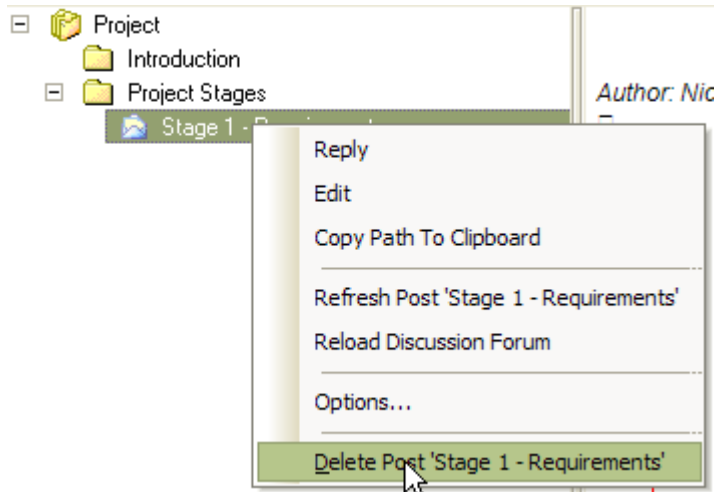 Project
Introduction
Project Stages
Author: Nic
Stage 1 -
Reply
Edit
Copy Path To Clipboard
Refresh Post 'Stage 1 - Requirements'
Reload Discussion Forum
Options...
Delete Post 'Stage 1 - Requirements'